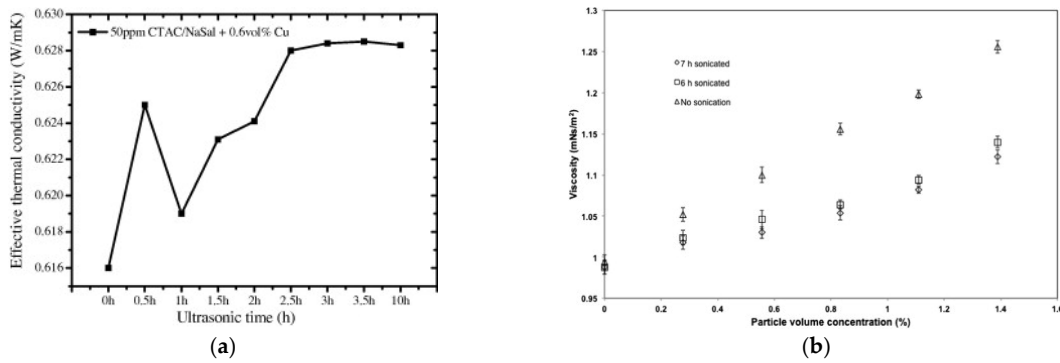 50ppm CTAC/NaSal + 0.6vol% Cu
Effective thermal conductivity (W/mK)
0.630
0.628
0.626
0.624
0.622
0.620
0.618
0.616
0h 0.5h 1h 1.5h 2h 2.5h 3h 3.5h 10h
Ultrasonic time (h)
(a)
1.3
1.25
1.2
1.15
1.1
1.05
1
0.95
Viscosity (mNs/m²)
7 h sonicated
6 h sonicated
No sonication
0 0.2 0.4 0.6 0.8 1 1.2 1.4 1.6
Particle volume concentration (%)
(b)